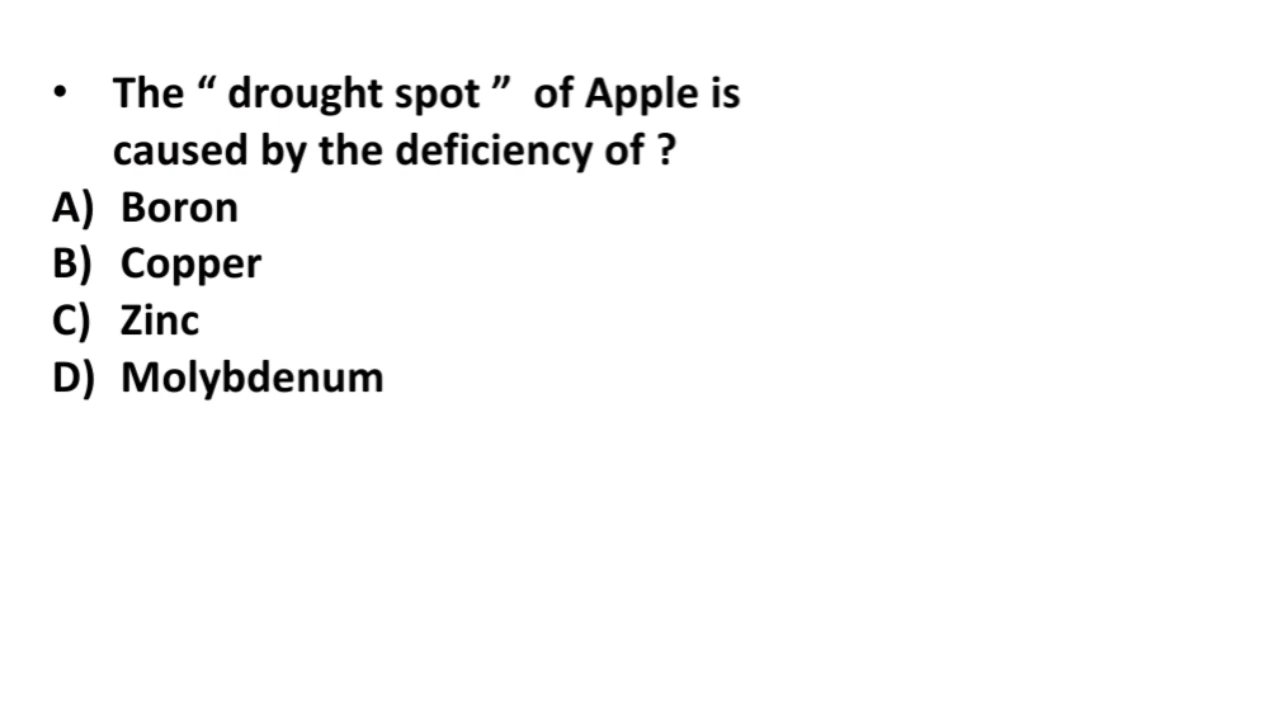 • The “ drought spot ” of Apple is
caused by the deficiency of ?
A) Boron
B) Copper
C) Zinc
D) Molybdenum